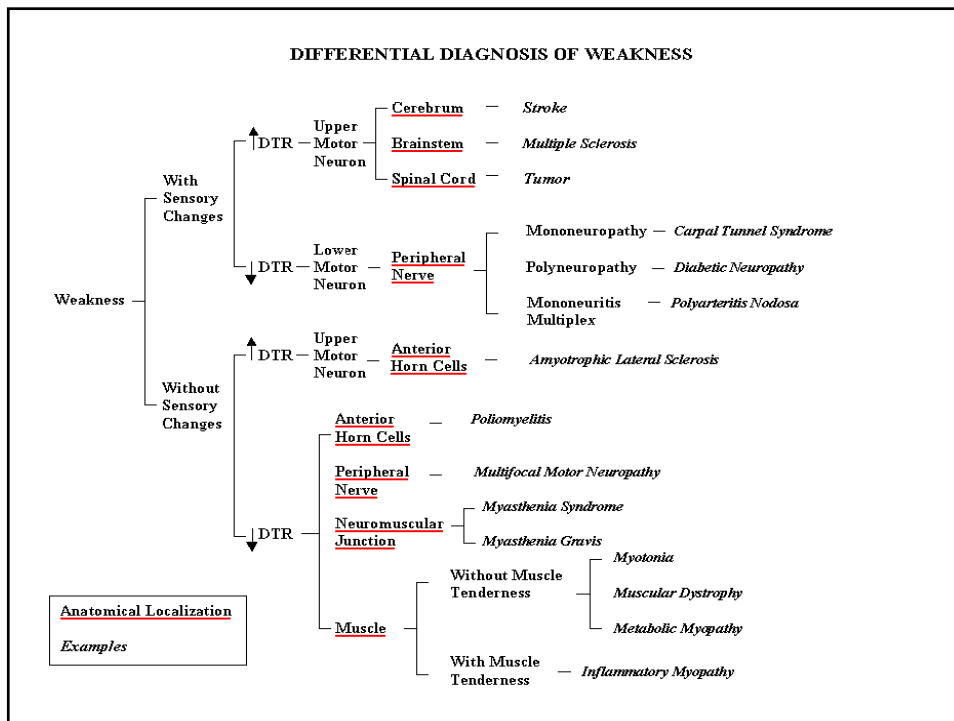 DIFFERENTIAL DIAGNOSIS OF WEAKNESS
Weakness
With
Sensory
Changes
DTR
Upper
Motor
Neuron
Cerebrum
Stroke
Brainstem
Multiple Sclerosis
Spinal Cord
Tumor
DTR
Lower
Motor
Neuron
Peripheral
Nerve
Mononeuropathy
Carpal Tunnel Syndrome
Polyneuropathy
Diabetic Neuropathy
Mononeuritis
Multiplex
Polyarteritis Nodosa
Without
Sensory
Changes
DTR
Upper
Motor
Neuron
Anterior
Horn Cells
Amyotrophic Lateral Sclerosis
DTR
Anterior
Horn Cells
Poliomyelitis
Peripheral
Nerve
Multifocal Motor Neuropathy
Neuromuscular
Junction
Myasthenia Syndrome
Myasthenia Gravis
Muscle
Without Muscle
Tenderness
Myotonia
Muscular Dystrophy
Metabolic Myopathy
With Muscle
Tenderness
Inflammatory Myopathy
Anatomical Localization
Examples